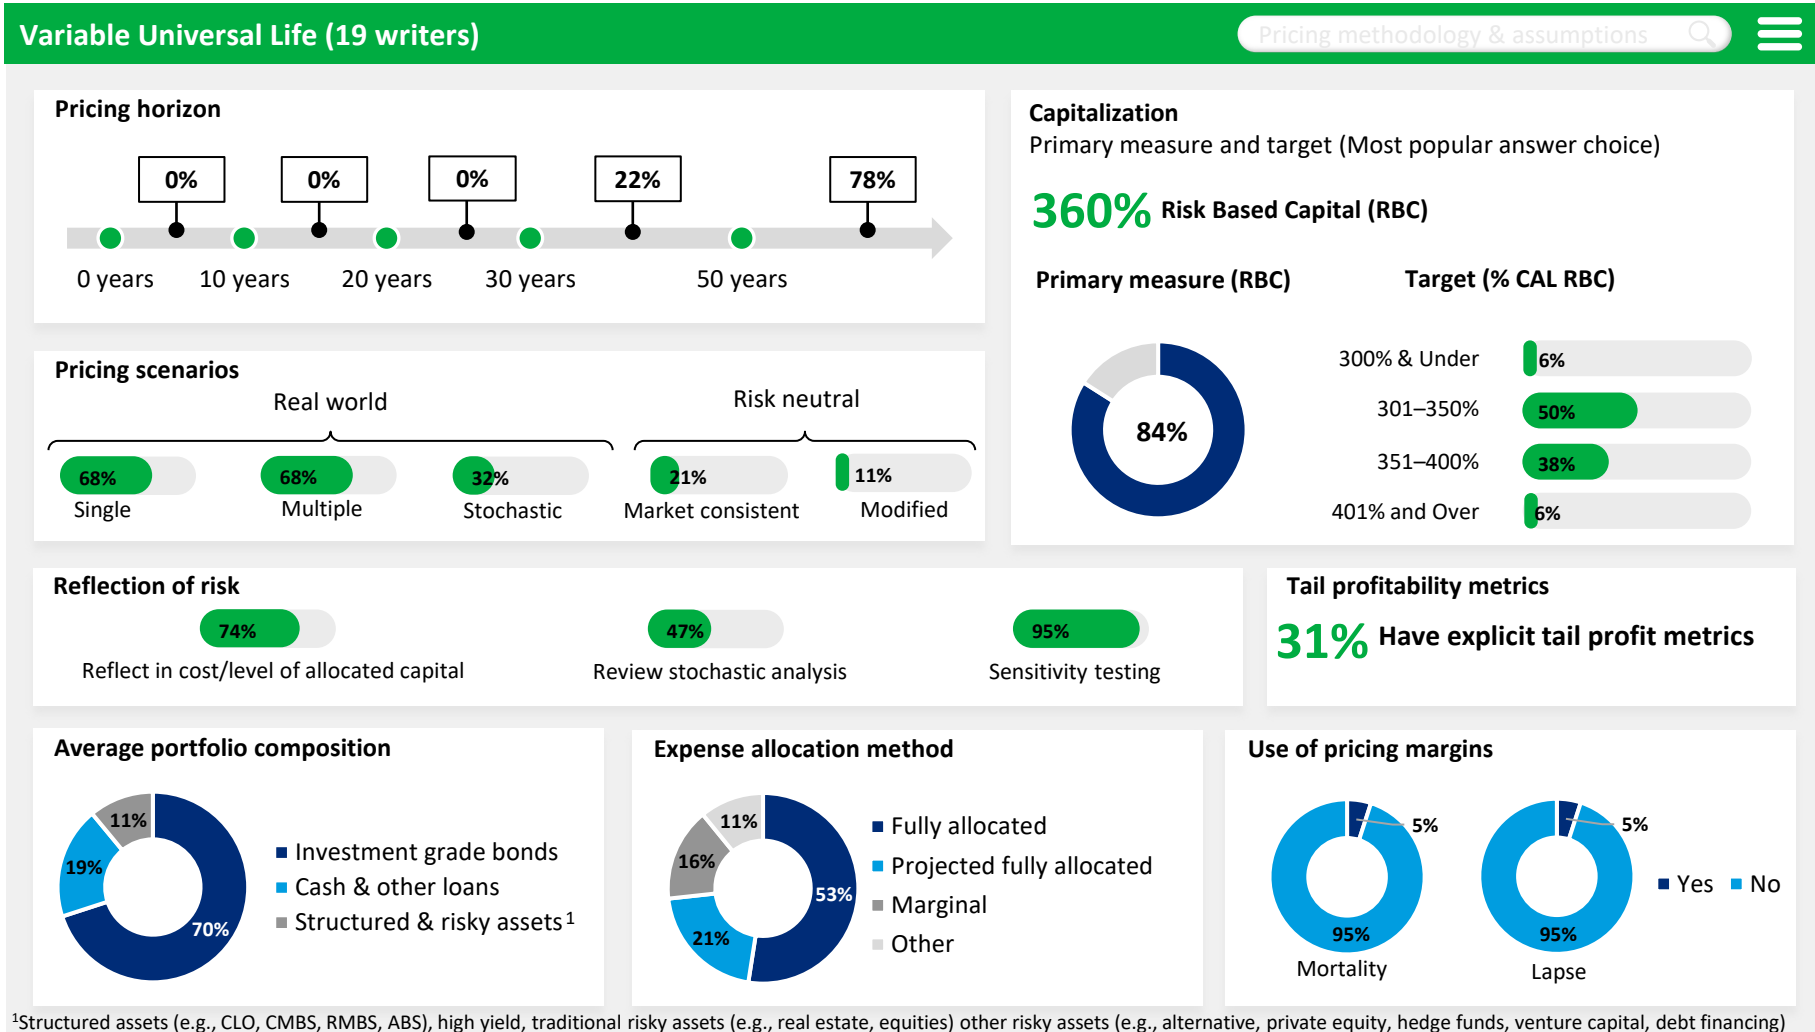 Variable Universal Life (19 writers)
Pricing methodology & assumptions
Pricing horizon
0%
0%
0%
22%
78%
0 years
10 years
20 years
30 years
50 years
Capitalization
Primary measure and target (Most popular answer choice)
360% Risk Based Capital (RBC)
Primary measure (RBC)
84%
Target (% CAL RBC)
300% & Under 6%
301–350% 50%
351–400% 38%
401% and Over 6%
Pricing scenarios
Real world
Risk neutral
68%
68%
32%
21%
11%
Single
Multiple
Stochastic
Market consistent
Modified
Reflection of risk
74%
47%
95%
Reflect in cost/level of allocated capital
Review stochastic analysis
Sensitivity testing
Tail profitability metrics
31% Have explicit tail profit metrics
Average portfolio composition
11%
19%
70%
Investment grade bonds
Cash & other loans
Structured & risky assets1
Expense allocation method
11%
16%
53%
21%
Fully allocated
Projected fully allocated
Marginal
Other
Use of pricing margins
5%
95%
Mortality
5%
95%
Lapse
Yes
No
1Structured assets (e.g., CLO, CMBS, RMBS, ABS), high yield, traditional risky assets (e.g., real estate, equities) other risky assets (e.g., alternative, private equity, hedge funds, venture capital, debt financing)